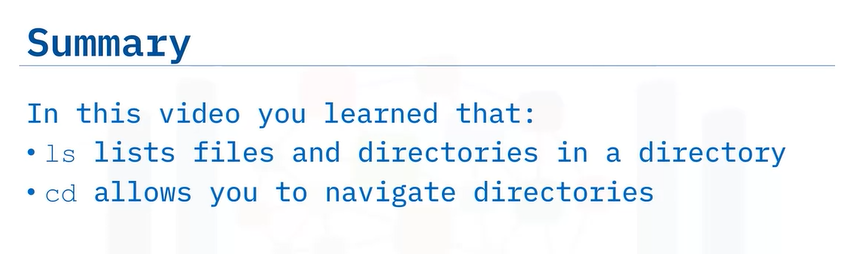 Summary
In this video you learned that:
• ls lists files and directories in a directory
• cd allows you to navigate directories